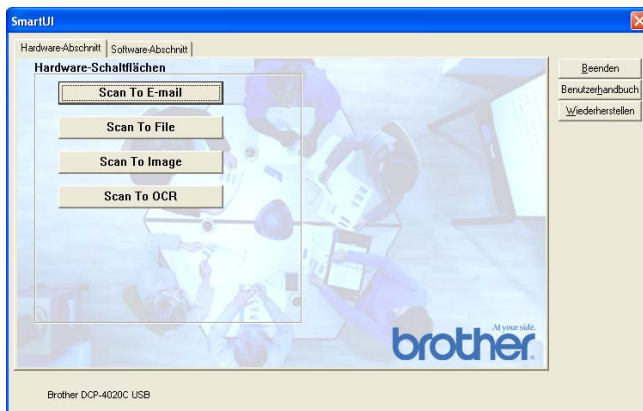 SmartUI
Hardware-Abschnitt Software-Abschnitt
Hardware-Schaltflächen
Scan To E-mail
Scan To File
Scan To Image
Scan To OCR
Beenden
Benutzerhandbuch
Wiederherstellen
At your side.
brother
Brother DCP-4020C USB